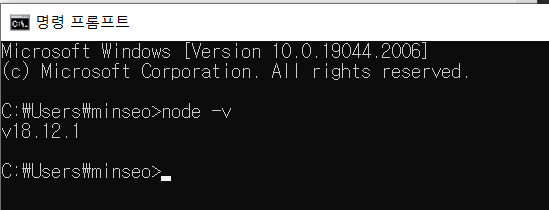 명령 프롬프트
Microsoft Windows [Version 10.0.19044.2006]
(c) Microsoft Corporation. All rights reserved.
C:₩Users₩minseo>node -v
v18.12.1
C:₩Users₩minseo>